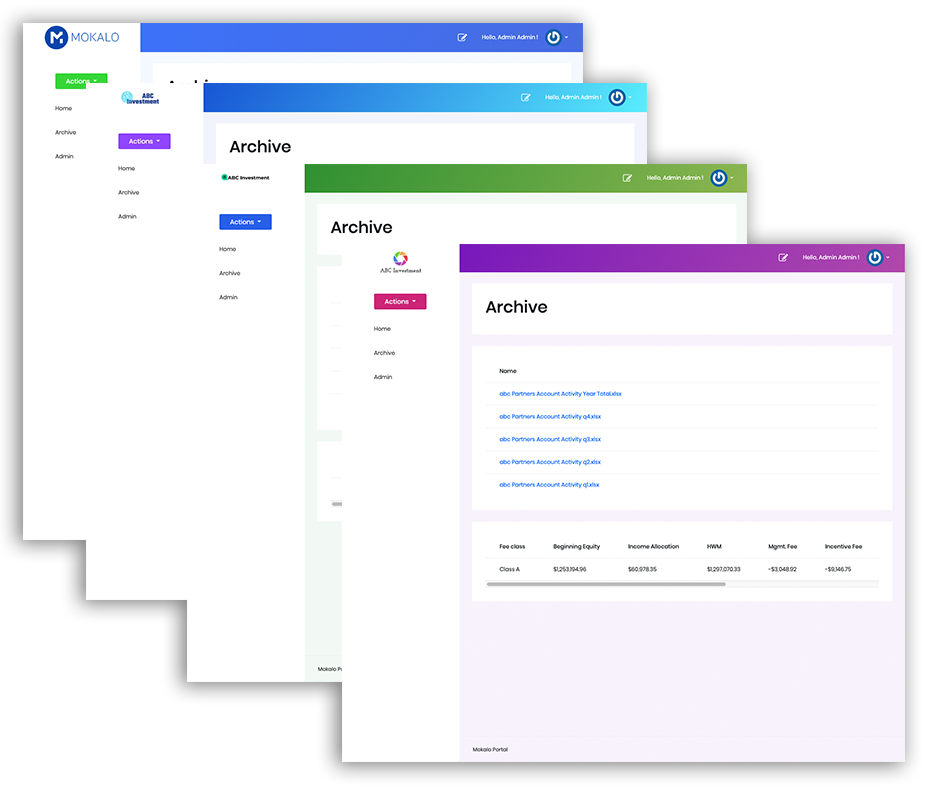 MOKALO
Hello, Admin Admin !
Actions
Home
Archive
Admin
ABC
Investment
Hello, Admin Admin !
Actions
Archive
Home
Archive
Admin
ABC Investment
Hello, Admin Admin !
Actions
Archive
Home
Archive
Admin
Mokalo
ABC Investment
Hello, Admin Admin !
Actions
Archive
Home
Archive
Admin
Name
abc Partners Account Activity Year Total.xlsx
abc Partners Account Activity q4.xlsx
abc Partners Account Activity q3.xlsx
abc Partners Account Activity q2.xlsx
abc Partners Account Activity q1.xlsx
Fee class Beginning Equity Income Allocation HWM Mgmt. Fee Incentive Fee
Class A $1,253,194.96 $60,978.35 $1,297,070.33 -$3,048.92 -$9,146.75
Mokalo Portal